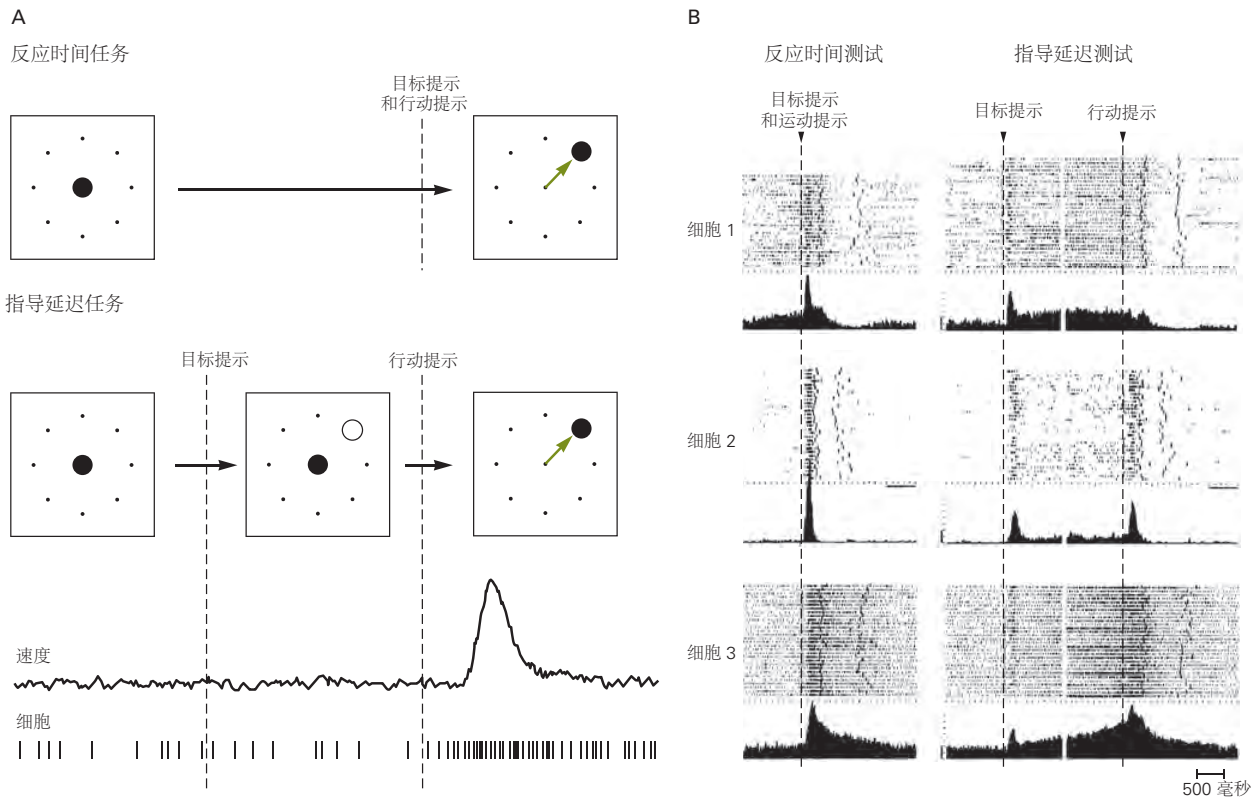 A
反应时间任务
目标提示
和行动提示
指导延迟任务
目标提示
行动提示
速度
细胞
B
反应时间测试
指导延迟测试
目标提示
和运动提示
目标提示
行动提示
细胞 1
细胞 2
细胞 3
500 毫秒